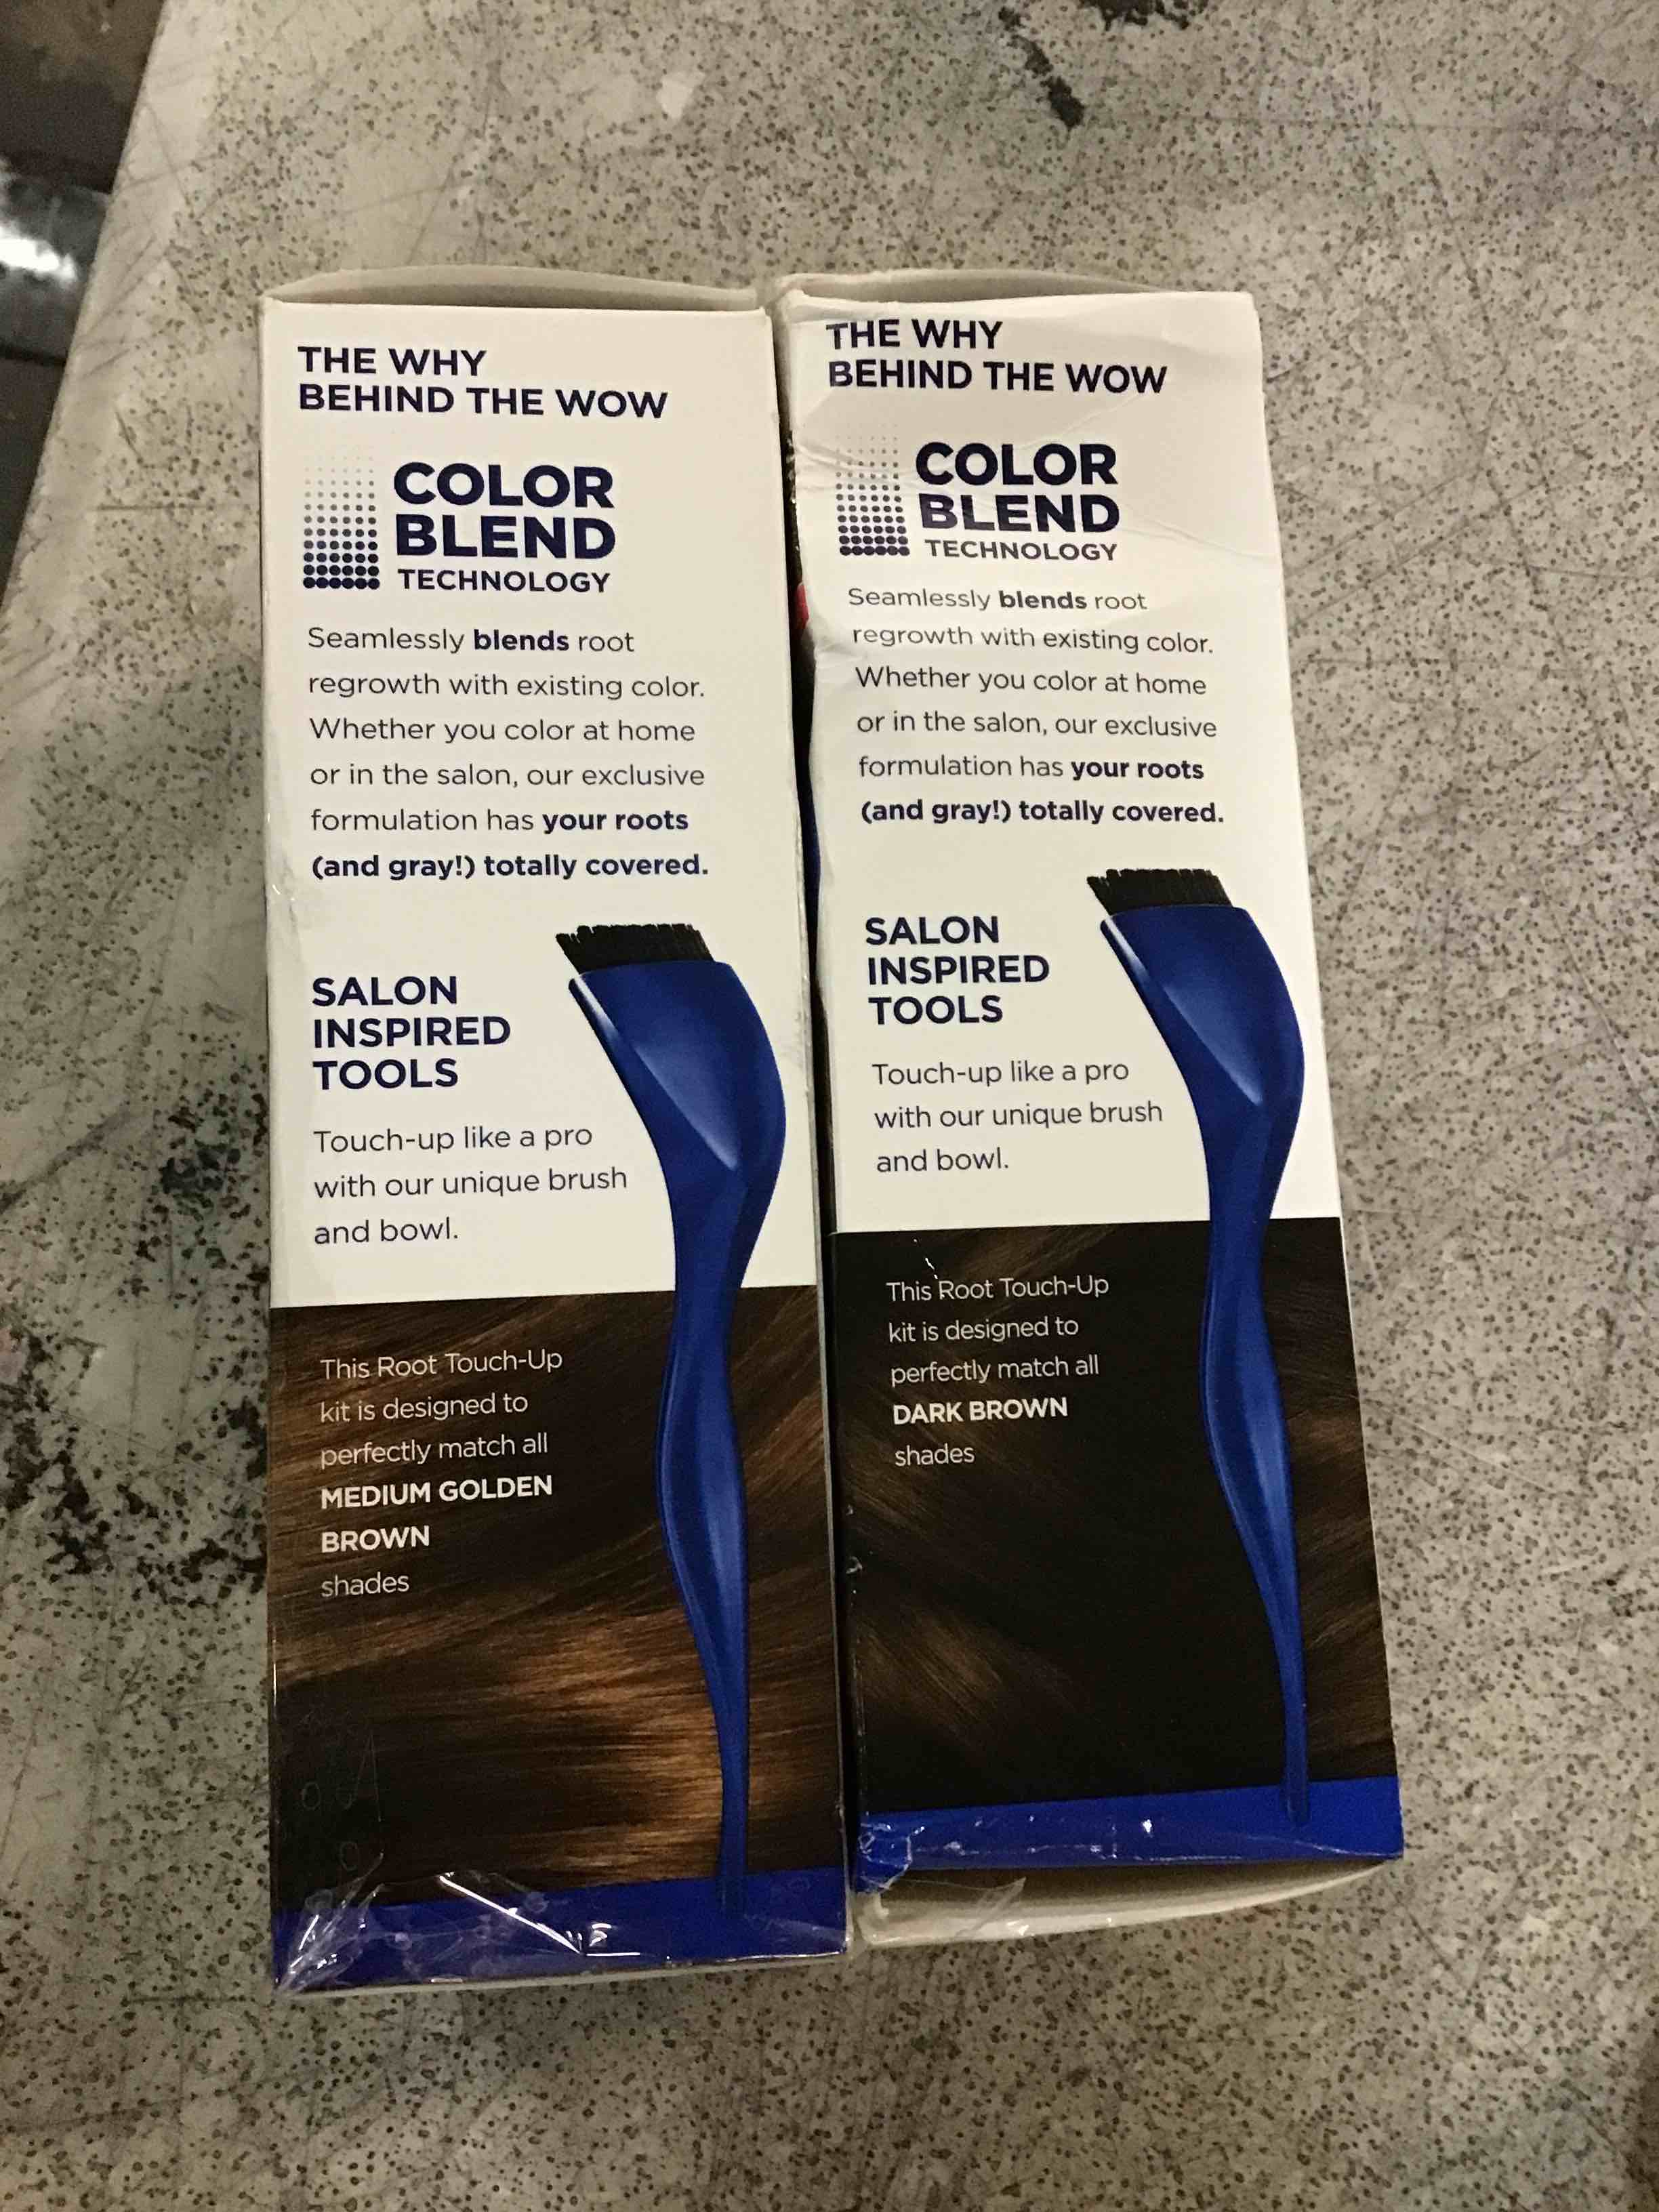 THE WHY
BEHIND THE WOW
COLOR
BLEND
TECHNOLOGY
Seamlessly blends root
regrowth with existing color.
Whether you color at home
or in the salon, our exclusive
formulation has your roots
(and gray!) totally covered.
SALON
INSPIRED
TOOLS
Touch-up like a pro
with our unique brush
and bowl.
This Root Touch-Up
kit is designed to
perfectly match all
MEDIUM GOLDEN
BROWN
shades
THE WHY
BEHIND THE WOW
COLOR
BLEND
TECHNOLOGY
Seamlessly blends root
regrowth with existing color.
Whether you color at home
or in the salon, our exclusive
formulation has your roots
(and gray!) totally covered.
SALON
INSPIRED
TOOLS
Touch-up like a pro
with our unique brush
and bowl.
This Root Touch-Up
kit is designed to
perfectly match all
DARK BROWN
shades